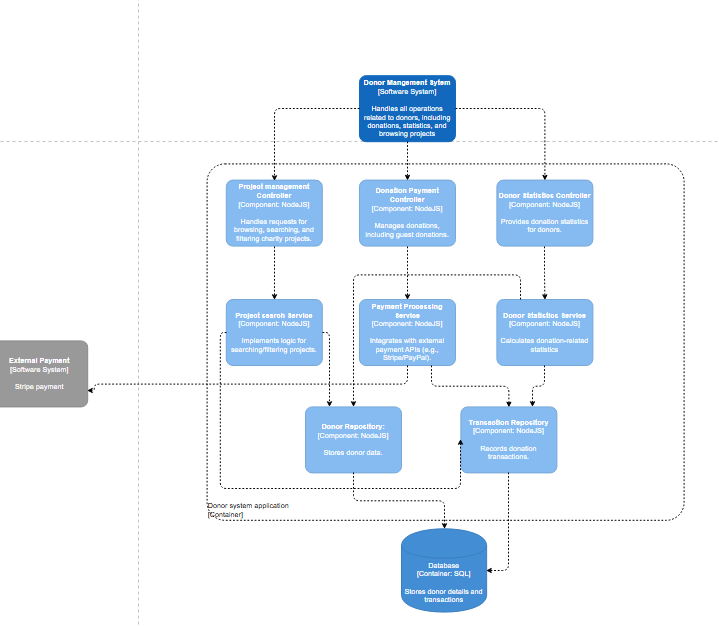 Donor Mangement Sytem
[Software System]
Handles all operations
related to donors, including
donations, statistics, and
browsing projects
Project management
Controller
[Component: NodeJS]
Handles requests for
browsing, searching, and
filtering charity projects.
Donation Payment
Controller
[Component: NodeJS]
Manages donations,
including guest donations.
Donor Statistics Controller
[Component: NodeJS]
Provides donation statistics
for donors.
Project search Service
[Component: NodeJS]
Implements logic for
searching/filtering projects.
Payment Processing
Service
[Component: NodeJS]
Integrates with external
payment APIs (e.g.,
Stripe/PayPal).
Donor Statistics Service
[Component: NodeJS]
Calculates donation-related
statistics
External Payment
[Software System]
Stripe payment
Donor Repository:
[Component: NodeJS]
Stores donor data.
Transaction Repository
[Component: NodeJS]
Records donation
transactions.
Donor system application
[Container]
Database
[Container: SQL]
Stores donor details and
transactions